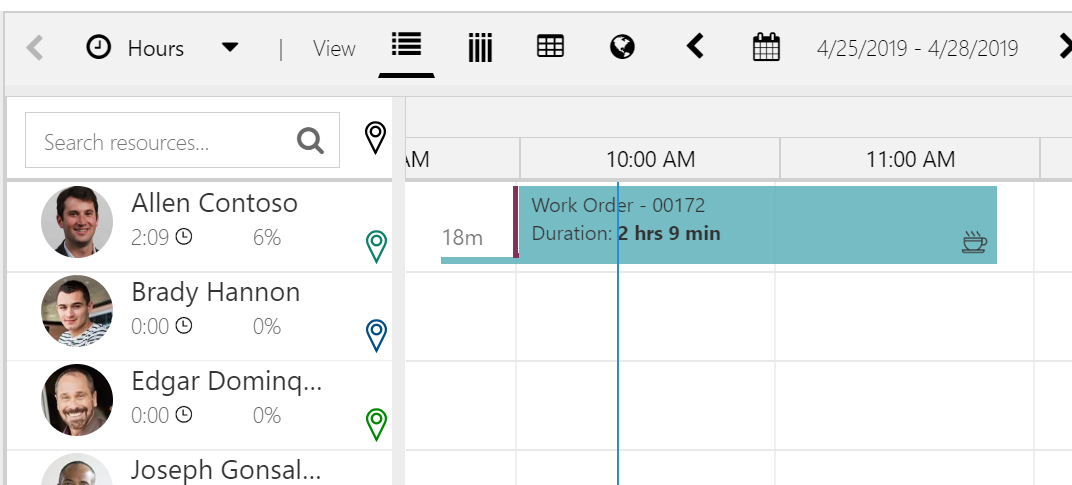 Hours | View 4/25/2019 - 4/28/2019
Search resources...
AM 10:00 AM 11:00 AM
Allen Contoso
2:09 6%
18m
Work Order - 00172
Duration: 2 hrs 9 min
Brady Hannon
0:00 0%
Edgar Dominq...
0:00 0%
Joseph Gonsal...